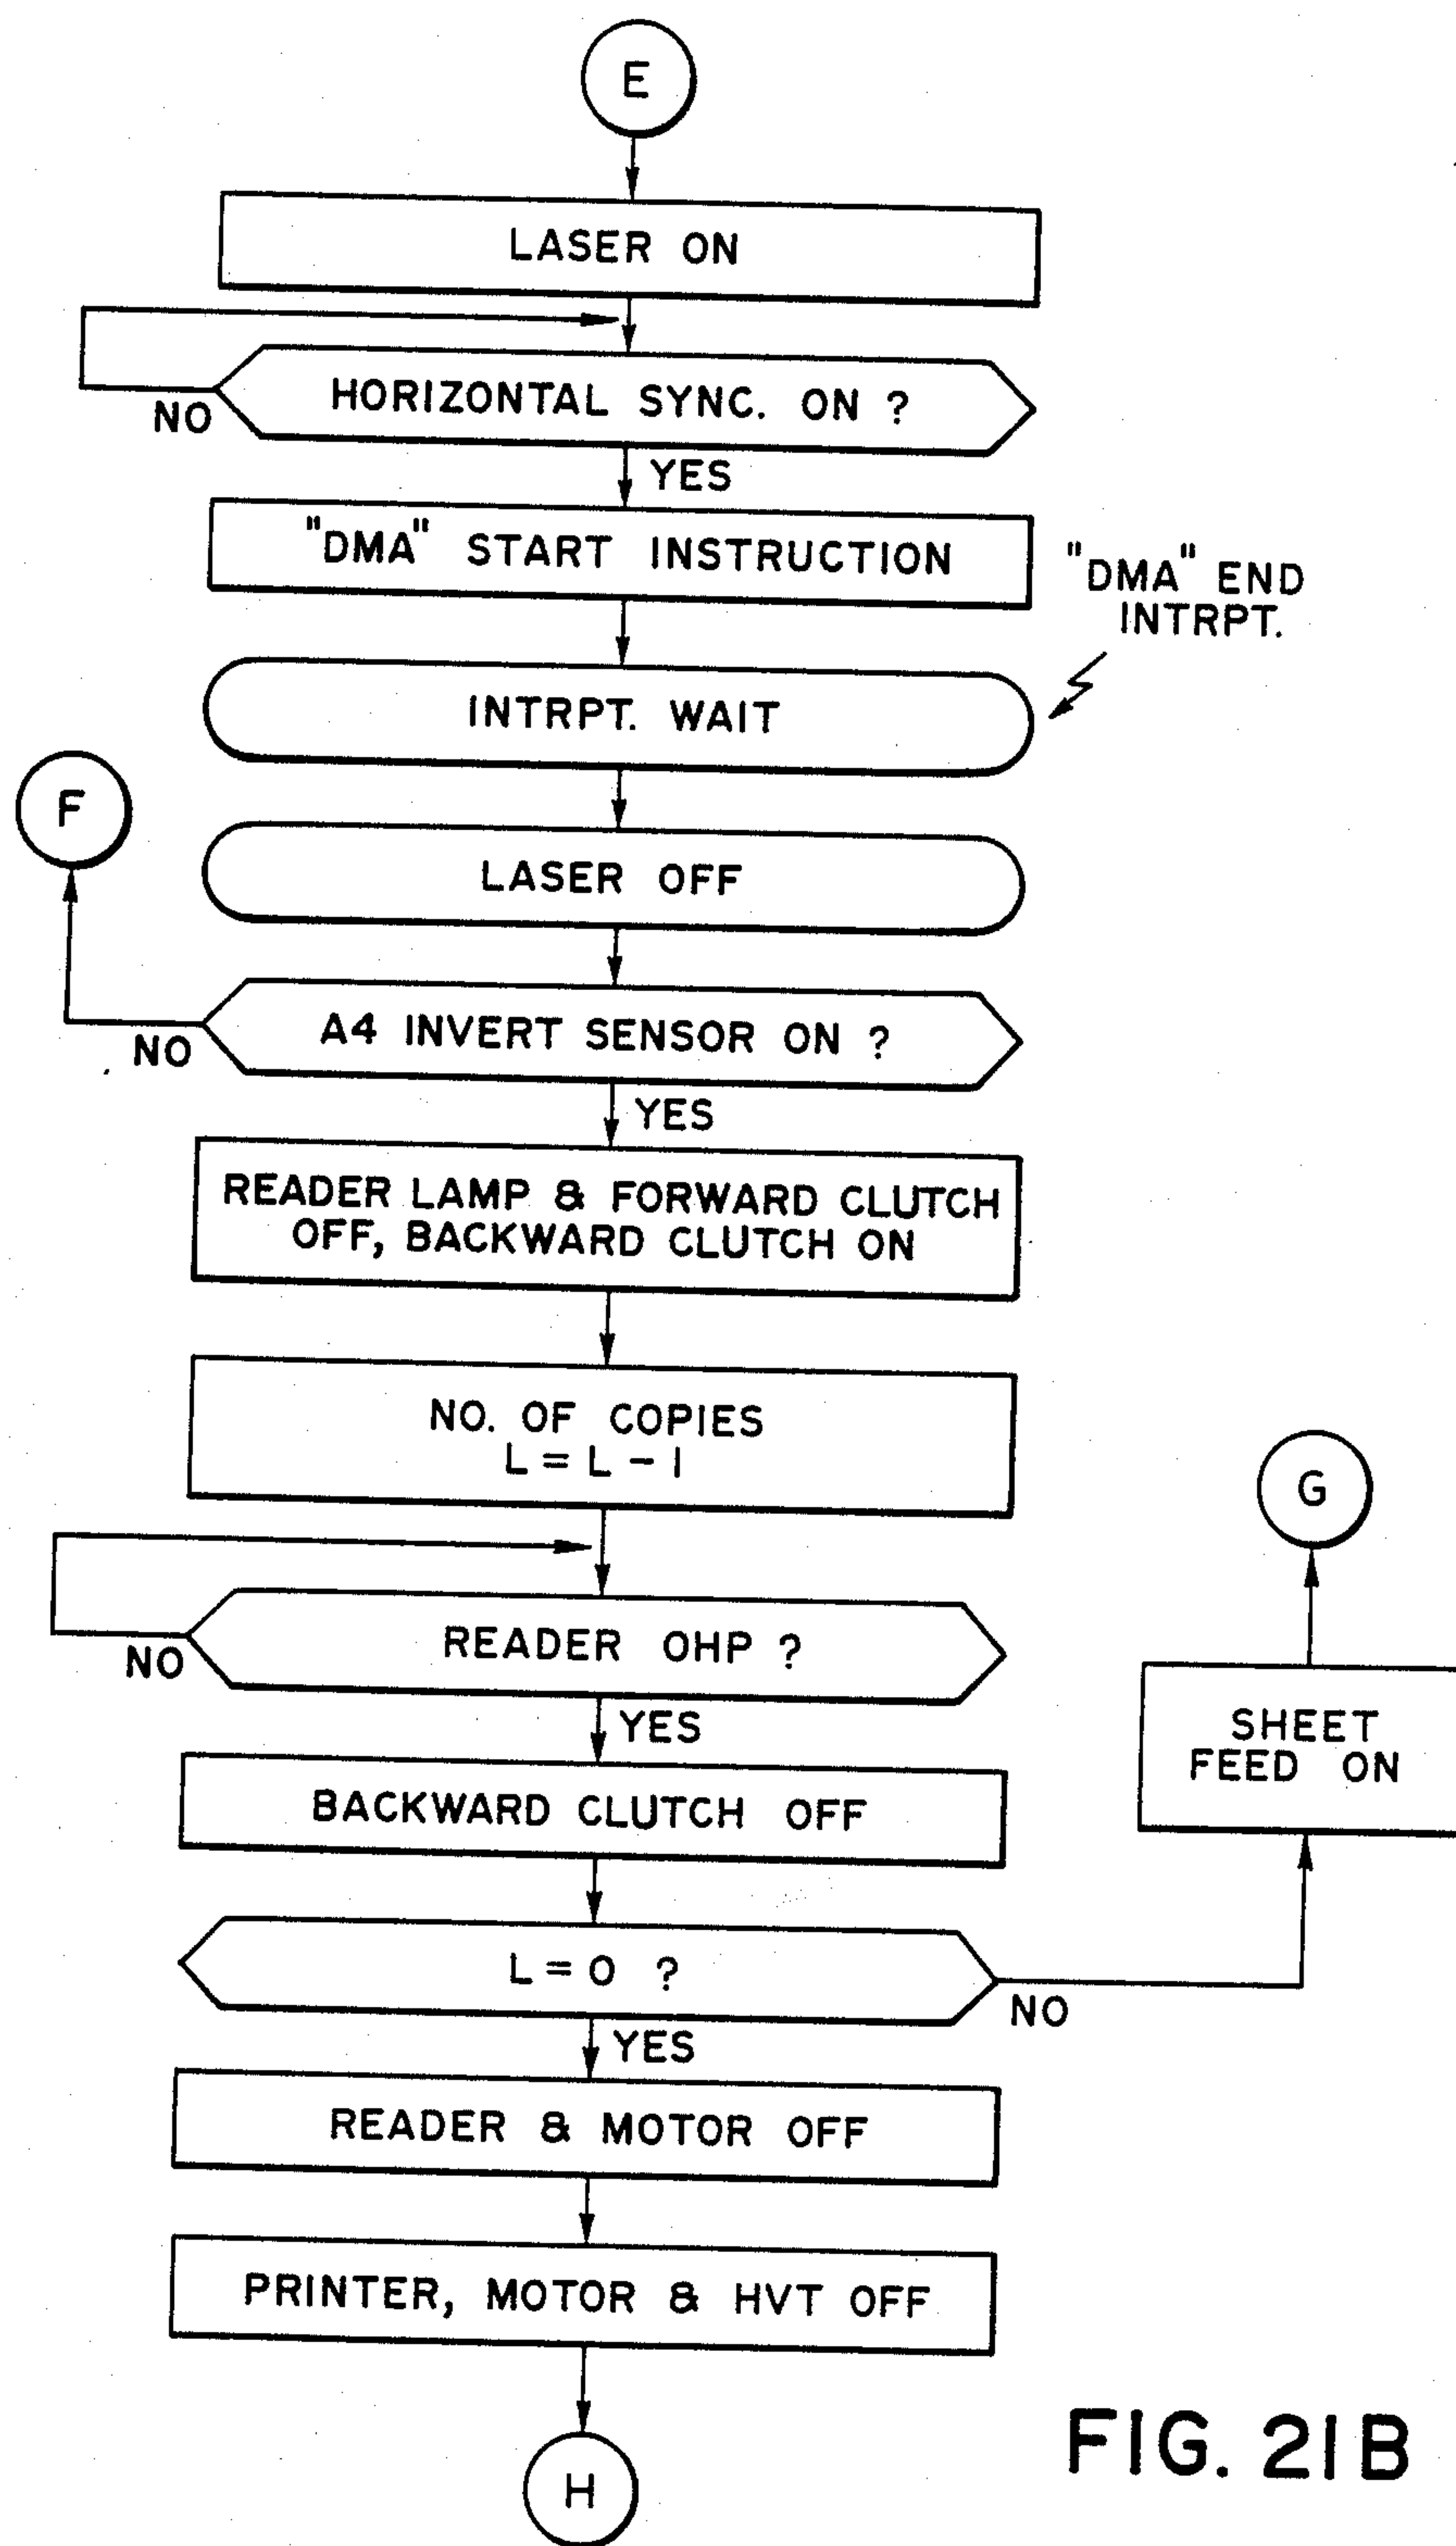 E
LASER ON
HORIZONTAL SYNC. ON ?
NO
YES
"DMA" START INSTRUCTION
"DMA" END
INTRPT.
INTRPT. WAIT
F
LASER OFF
A4 INVERT SENSOR ON ?
NO
YES
READER LAMP & FORWARD CLUTCH
OFF, BACKWARD CLUTCH ON
NO. OF COPIES
L = L - 1
G
READER OHP ?
NO
YES
SHEET
FEED ON
BACKWARD CLUTCH OFF
L = 0 ?
NO
YES
READER & MOTOR OFF
PRINTER, MOTOR & HVT OFF
H
FIG. 21B